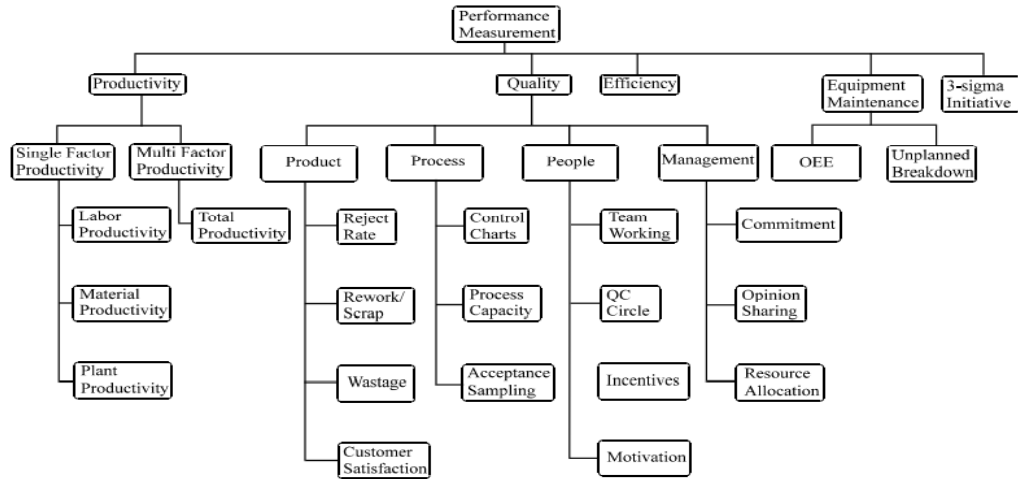 Performance
Measurement
Productivity
Quality
Efficiency
Equipment
Maintenance
3-sigma
Initiative
Single Factor
Productivity
Multi Factor
Productivity
Product
Process
People
Management
OEE
Unplanned
Breakdown
Labor
Productivity
Total
Productivity
Reject
Rate
Control
Charts
Team
Working
Commitment
Material
Productivity
Rework/
Scrap
Process
Capacity
QC
Circle
Opinion
Sharing
Plant
Productivity
Wastage
Acceptance
Sampling
Incentives
Resource
Allocation
Customer
Satisfaction
Motivation